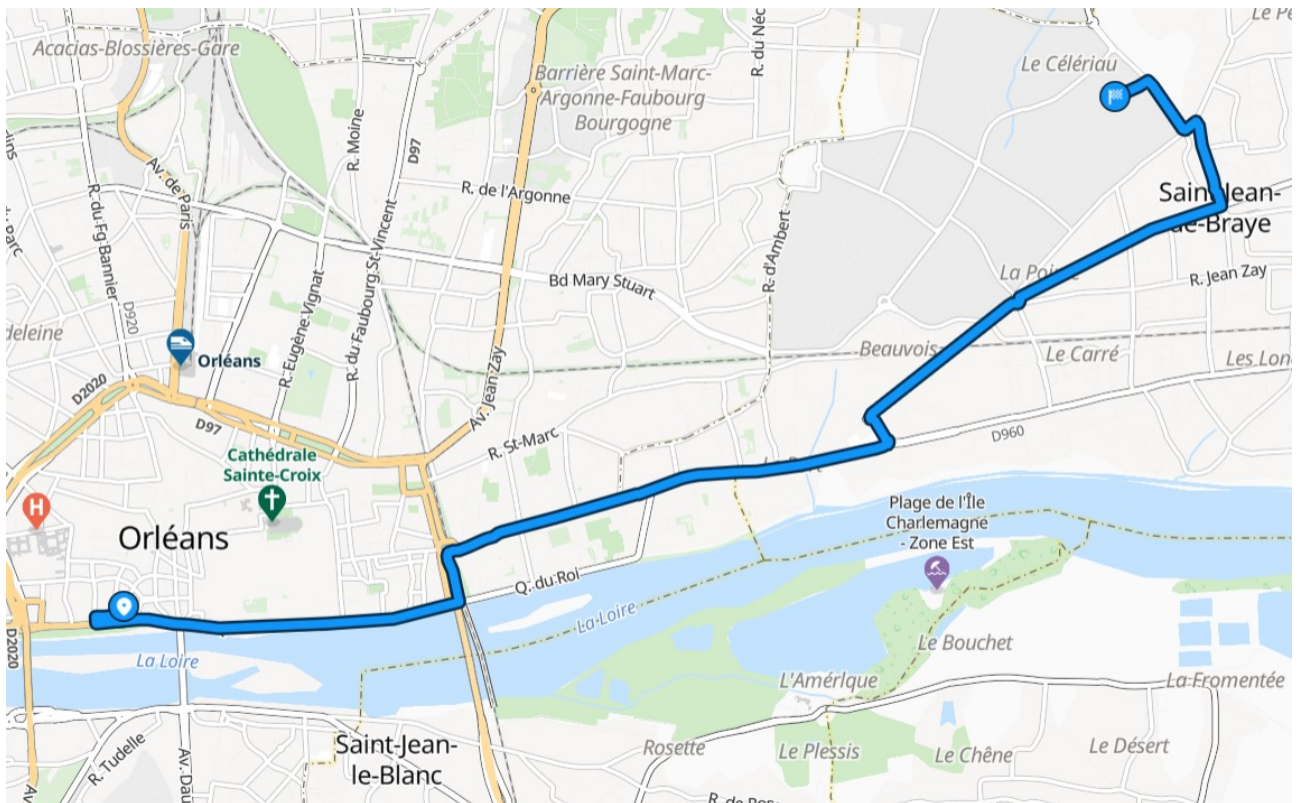 Acacias-Blossières-Gare
Le Célériau
Barrière Saint-Marc-
Argonne-Faubourg
Bourgogne
R. du Néc
R. Moine
D97
Av. de Paris
R. du Fg Bannier
R. de l'Argonne
Saint-Jean-
de-Braye
R. d'Ambert
R. Eugène Vignat
R. du Faubourg St-Vincent
Bd Mary Stuart
R. Jean Zay
D920
deleine
Orléans
Beauvois
Le Carré
Les Lon
Av. Jean Zay
D2020
D97
R. St-Marc
D960
Cathédrale
Sainte-Croix
H
Plage de l'Île
Charlemagne
- Zone Est
Orléans
Q. du Roi
La Loire
La Loire
D2020
Le Bouchet
L'Amérique
La Fromentée
Saint-Jean-
le-Blanc
R. Tudelle
Av. Dau
Rosette
Le Plessis
Le Chêne
Le Désert